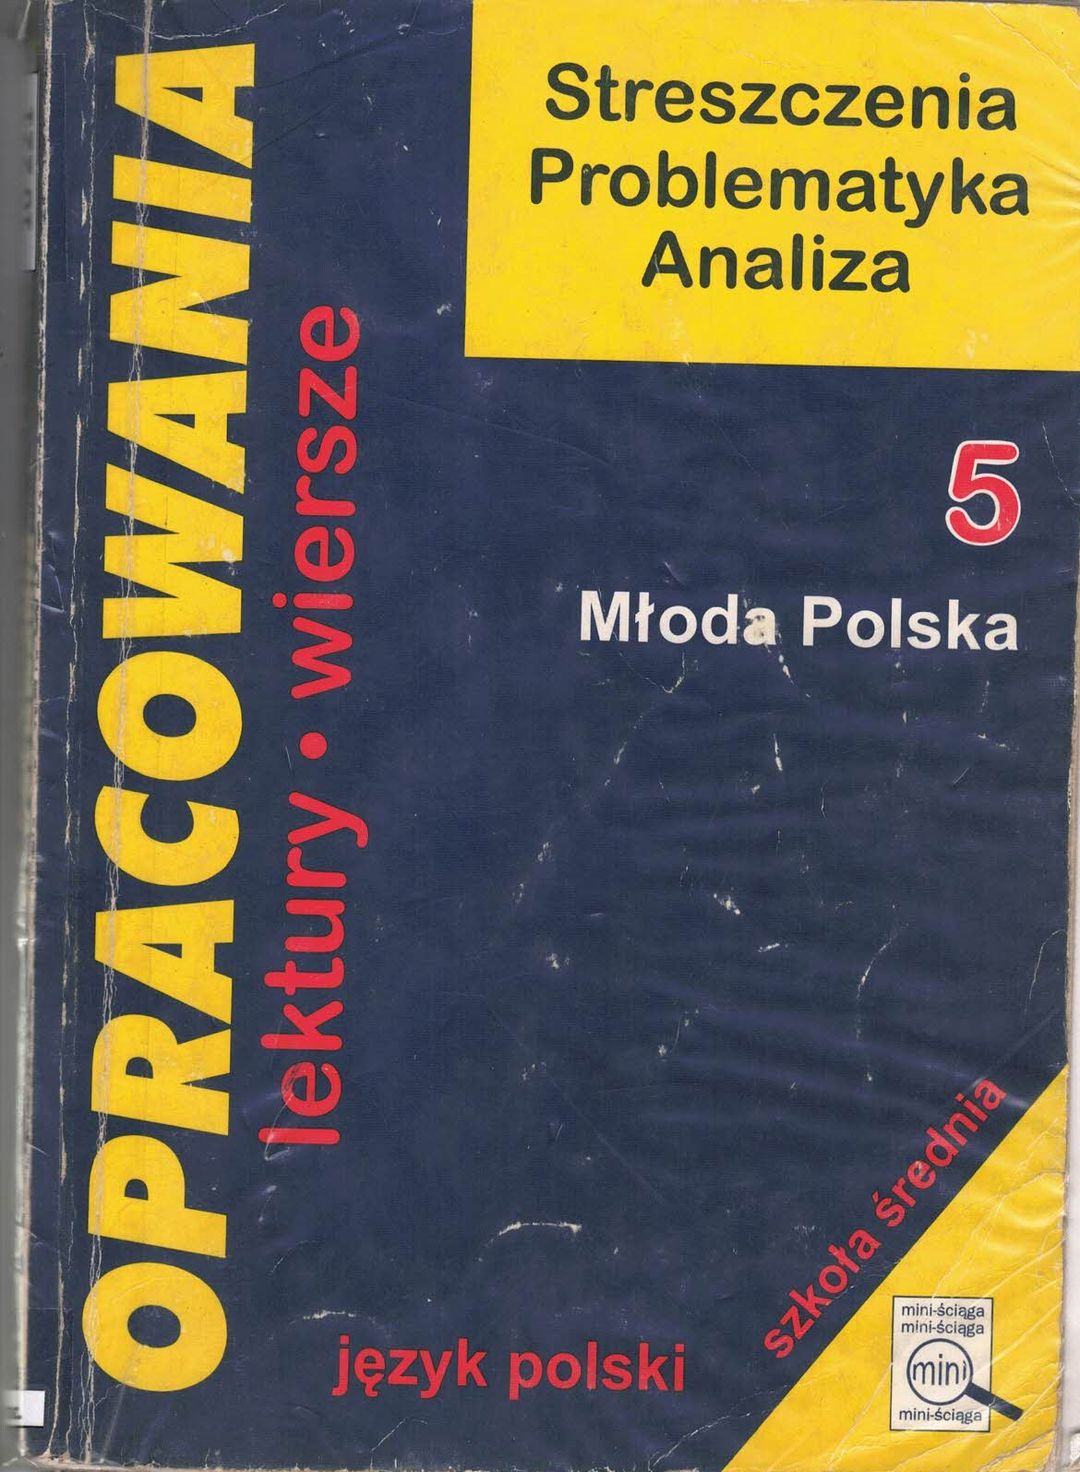 OPRACOWANIA
lektury • wiersze
Streszczenia
Problematyka
Analiza
5
Młoda Polska
szkoła średnia
język polski
mini-ściąga
mini-ściąga
mini
mini-ściąga